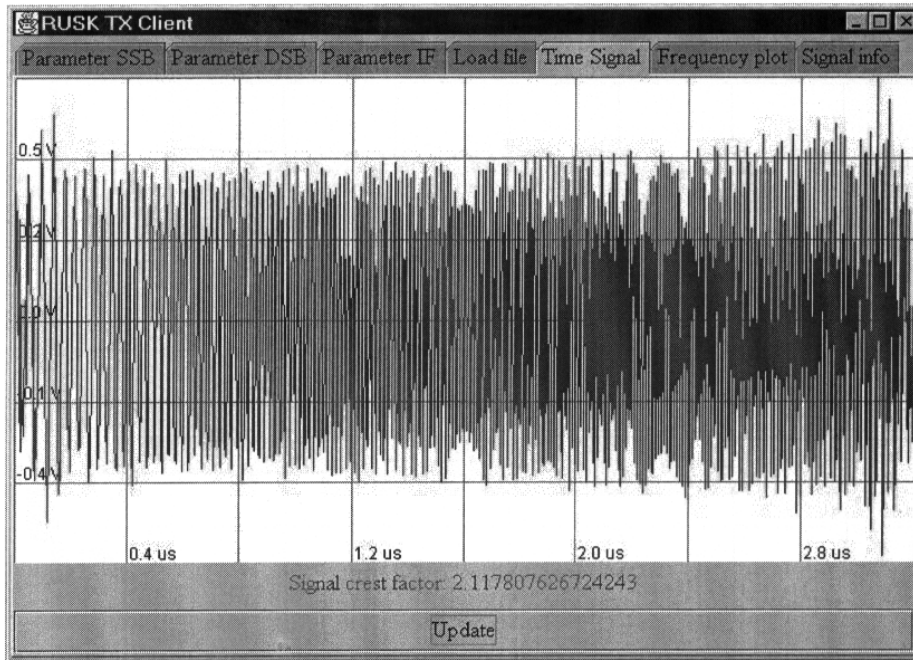 RUSK TX Client
Parameter SSB Parameter DSB Parameter IF Load file Time Signal Frequency plot Signal info
0.5 V
0.2 V
0.0 V
-0.1 V
-0.4 V
0.4 us 1.2 us 2.0 us 2.8 us
Signal crest factor: 2.117807626724243
Update